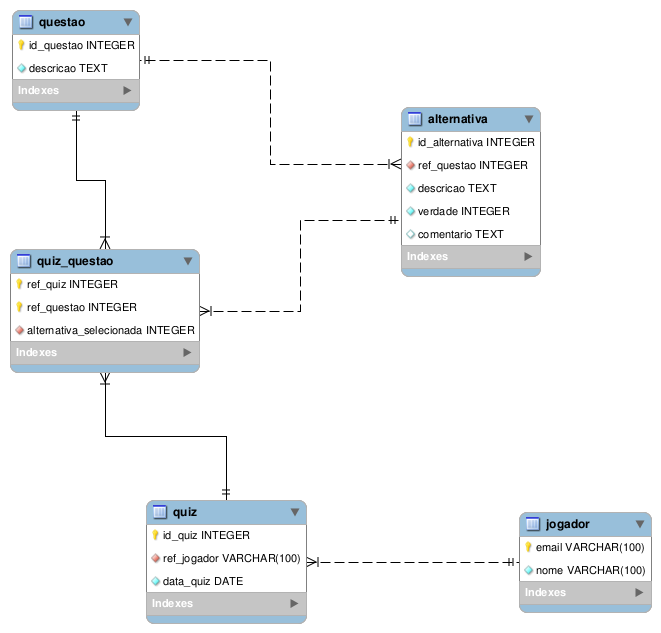 questao
id_questao INTEGER
descricao TEXT
Indexes
alternativa
id_alternativa INTEGER
ref_questao INTEGER
descricao TEXT
verdade INTEGER
comentario TEXT
Indexes
quiz_questao
ref_quiz INTEGER
ref_questao INTEGER
alternativa_selecionada INTEGER
Indexes
quiz
id_quiz INTEGER
ref_jogador VARCHAR(100)
data_quiz DATE
Indexes
jogador
email VARCHAR(100)
nome VARCHAR(100)
Indexes